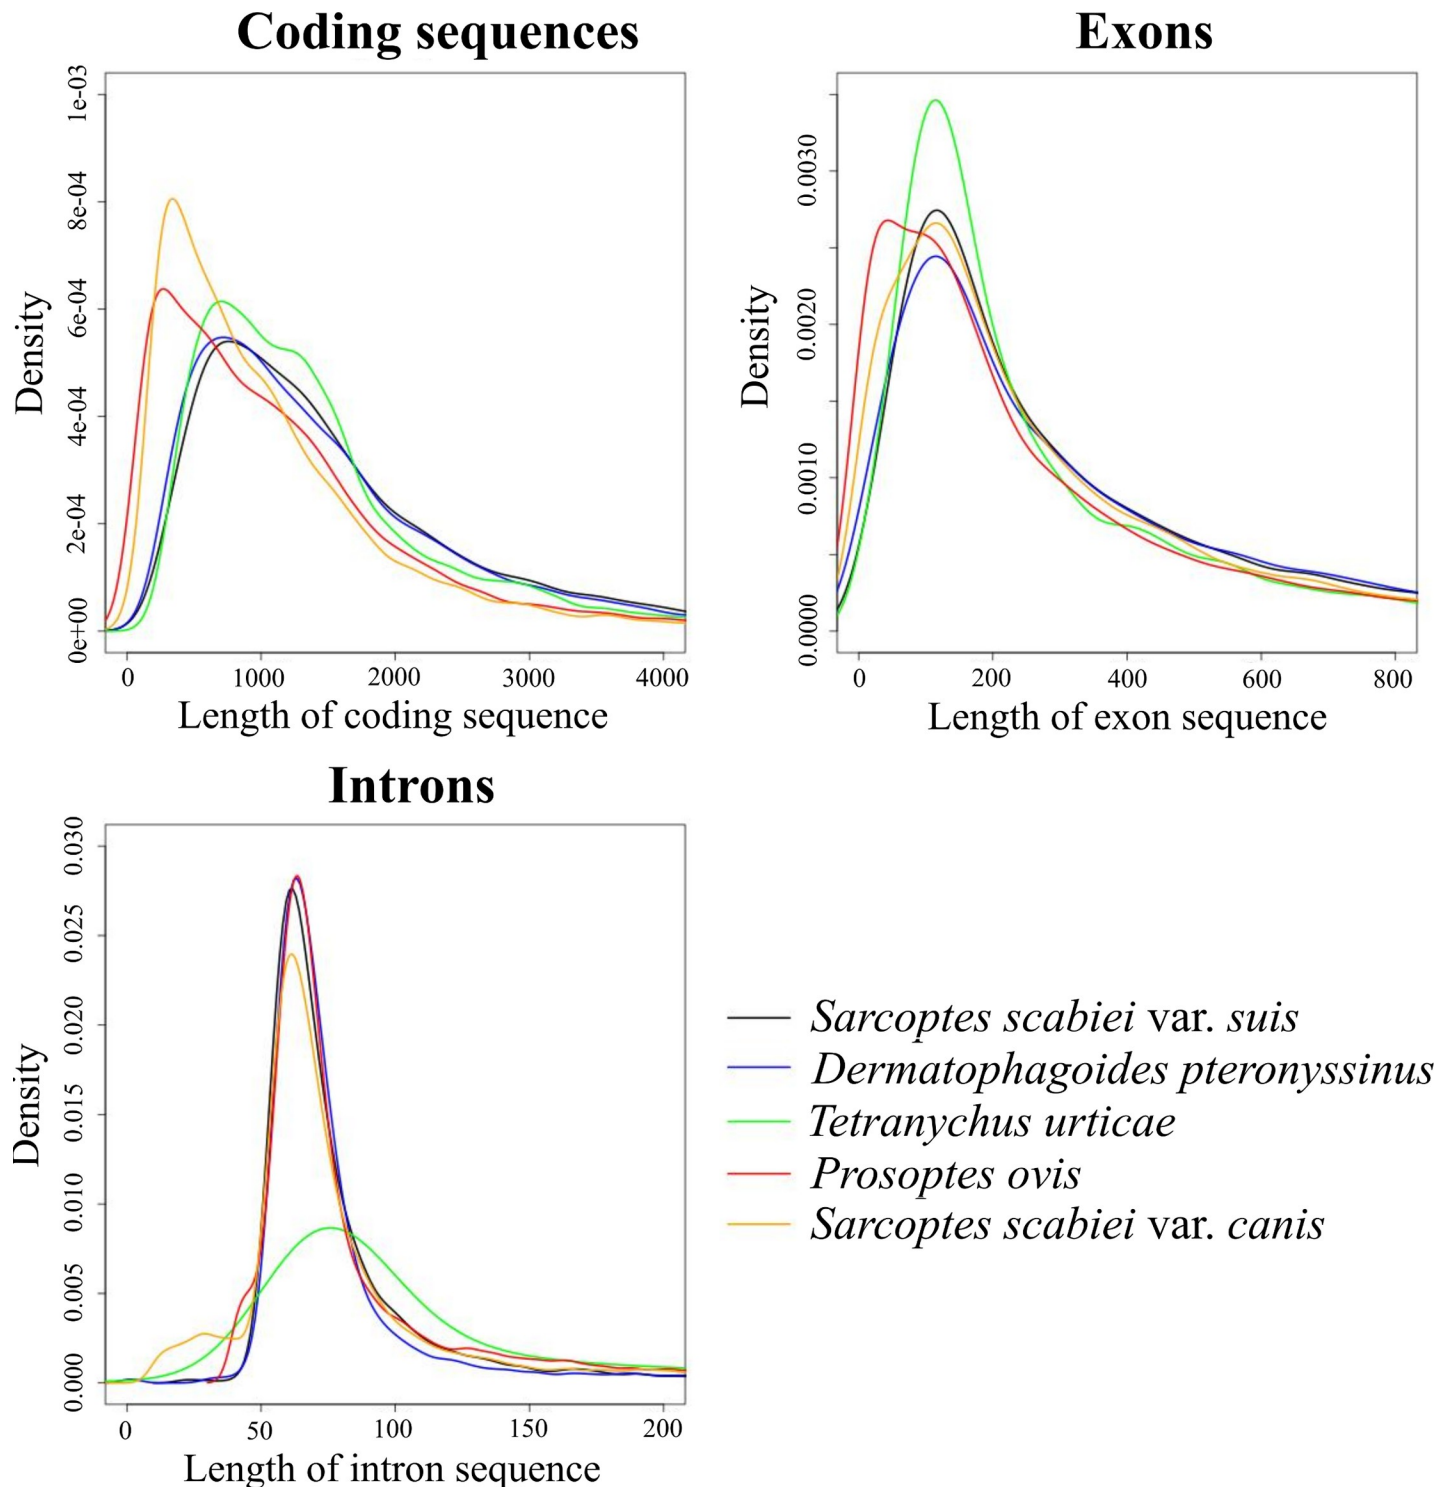 Coding sequences
Density
1e-03
8e-04
6e-04
4e-04
2e-04
0e+00
0 1000 2000 3000 4000
Length of coding sequence
Exons
Density
0.0030
0.0020
0.0010
0.0000
0 200 400 600 800
Length of exon sequence
Introns
Density
0.030
0.025
0.020
0.015
0.010
0.005
0.000
0 50 100 150 200
Length of intron sequence
Sarcoptes scabiei var. suis
Dermatophagoides pteronyssinus
Tetranychus urticae
Prosoptes ovis
Sarcoptes scabiei var. canis